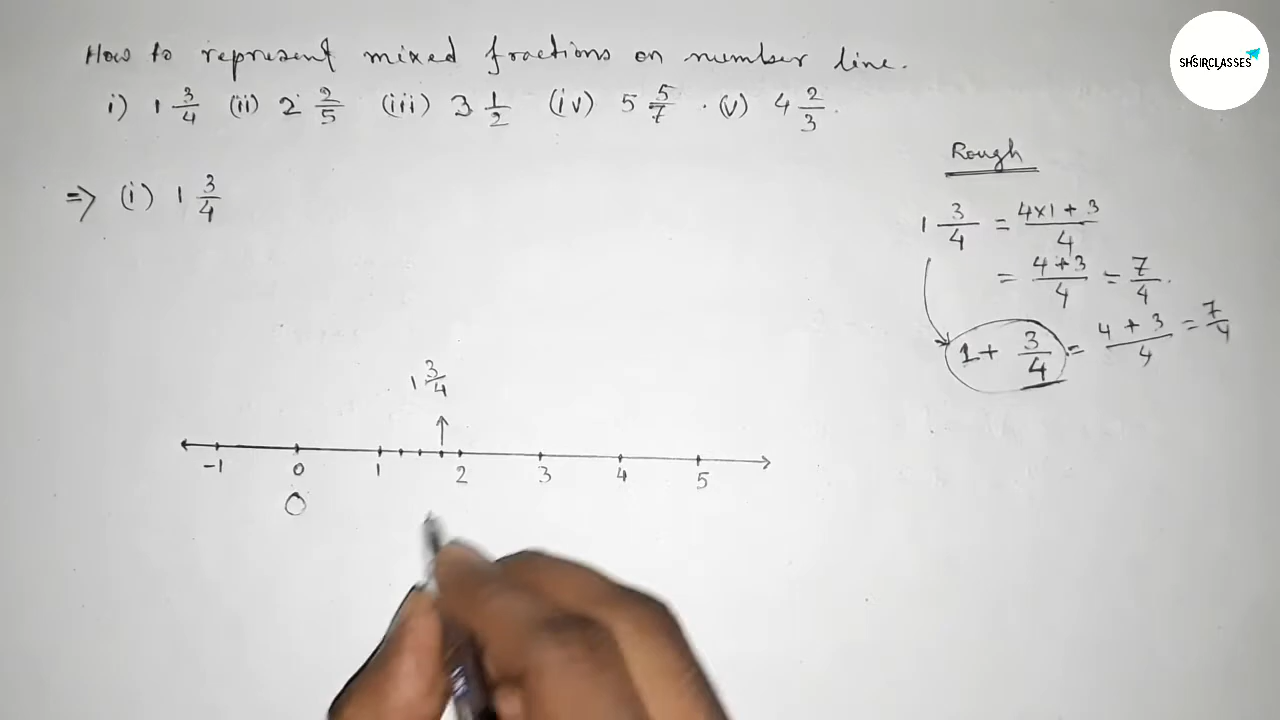 How to represent mixed fractions on number line.
i) 1 3/4 (ii) 2 2/5 (iii) 3 1/2 (iv) 5 5/7 . (v) 4 2/3.
SHSIRCLASSES
Rough
=> (i) 1 3/4
1 3/4 = (4×1+3)/4
= (4+3)/4 = 7/4.
1+ 3/4 = (4+3)/4 = 7/4
1 3/4
-1 0 1 2 3 4 5
O